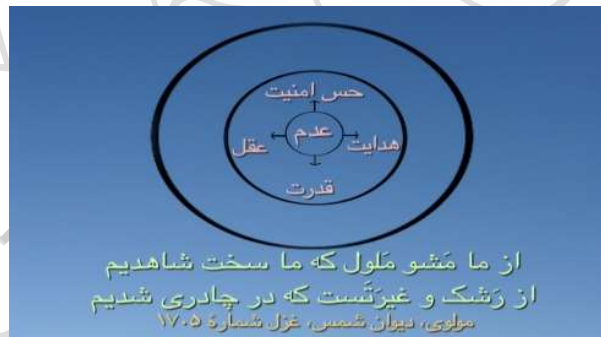 حس امنیت
عقل
عدم
هدایت
قدرت
از ما مَشو مَلول که ما سخت شاهدیم
از رَشک و غیرَتَست که در چادری شدیم
مولوی، دیوان شمس، غزل شمارهٔ ۱۷۰۵